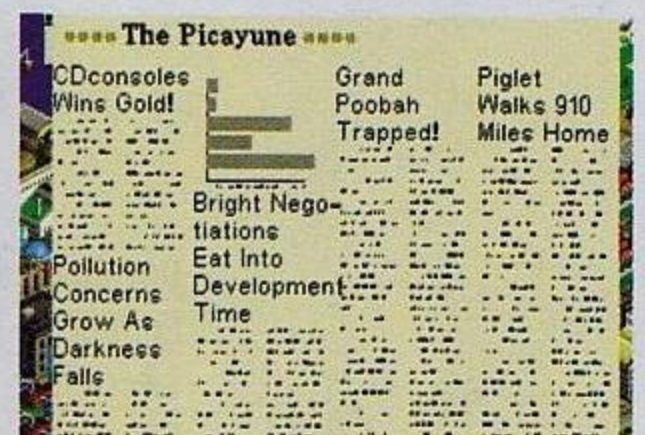 The Picayune
CDconsoles
Wins Gold!
Pollution
Concerns
Grow As
Darkness
Falls
Bright Nego-
tiations
Eat Into
Development
Time
Grand
Poobah
Trapped!
Piglet
Walks 910
Miles Home